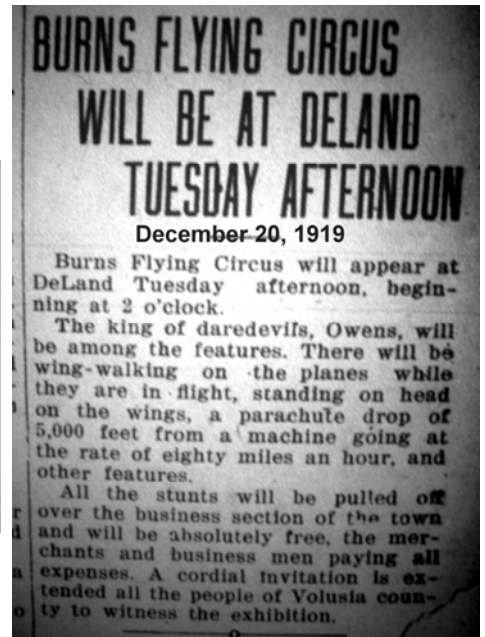 BURNS FLYING CIRCUS
WILL BE AT DELAND
TUESDAY AFTERNOON
December 20, 1919
Burns Flying Circus will appear at
DeLand Tuesday afternoon, begin-
ning at 2 o'clock.
The king of daredevils, Owens, will
be among the features. There will be
wing-walking on the planes while
they are in flight, standing on head
on the wings, a parachute drop of
5,000 feet from a machine going at
the rate of eighty miles an hour, and
other features.
All the stunts will be pulled off
over the business section of the town
and will be absolutely free, the mer-
chants and business men paying all
expenses. A cordial invitation is ex-
tended all the people of Volusia coun-
ty to witness the exhibition.